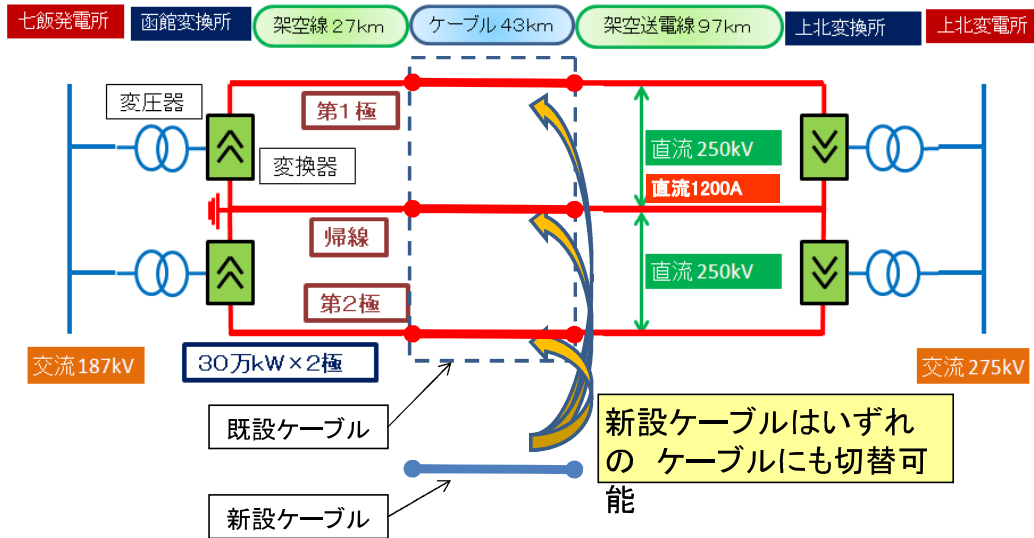 七飯発電所
函館変換所
架空線27km
ケーブル43km
架空送電線97km
上北変換所
上北変電所
変圧器
第1極
変換器
直流250kV
直流1200A
帰線
直流250kV
第2極
交流187kV
30万kW×2極
交流275kV
既設ケーブル
新設ケーブルはいずれ
の ケーブルにも切替可
能
新設ケーブル